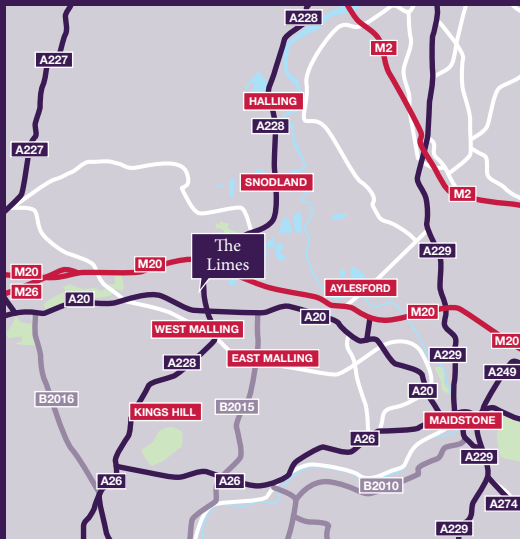 A228
M2
A227
HALLING
A228
A227
SNODLAND
M2
The
Limes
A229
M20
M20
M26
AYLESFORD
A20
A20
M20
WEST MALLING
M20
EAST MALLING
A229
A228
A249
A20
B2016
B2015
KINGS HILL
MAIDSTONE
A26
A229
A26
A26
B2010
A274
A229